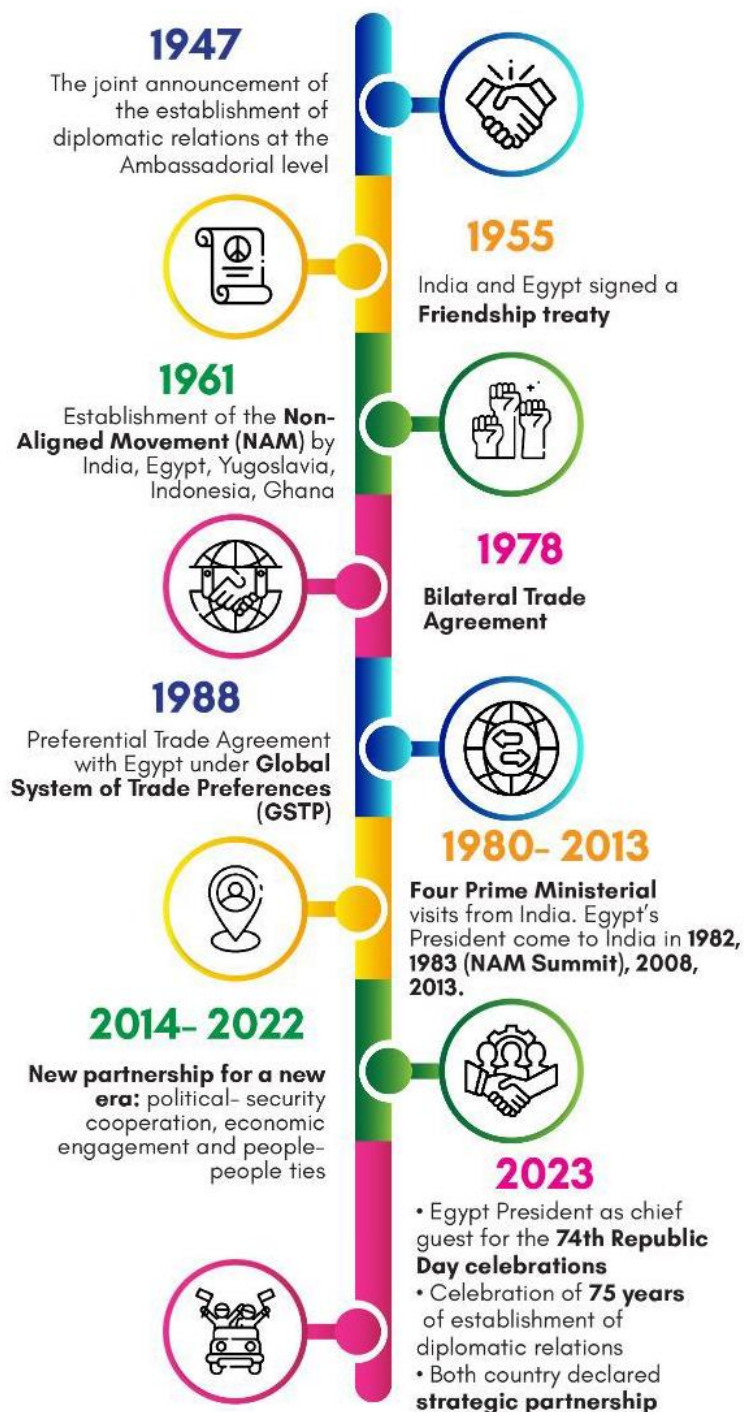 1947
The joint announcement of
the establishment of
diplomatic relations at the
Ambassadorial level
1955
India and Egypt signed a
Friendship treaty
1961
Establishment of the Non-
Aligned Movement (NAM) by
India, Egypt, Yugoslavia,
Indonesia, Ghana
1978
Bilateral Trade
Agreement
1988
Preferential Trade Agreement
with Egypt under Global
System of Trade Preferences
(GSTP)
1980- 2013
Four Prime Ministerial
visits from India. Egypt's
President come to India in 1982,
1983 (NAM Summit), 2008,
2013.
2014- 2022
New partnership for a new
era: political- security
cooperation, economic
engagement and people-
people ties
2023
• Egypt President as chief
guest for the 74th Republic
Day celebrations
• Celebration of 75 years
of establishment of
diplomatic relations
• Both country declared
strategic partnership